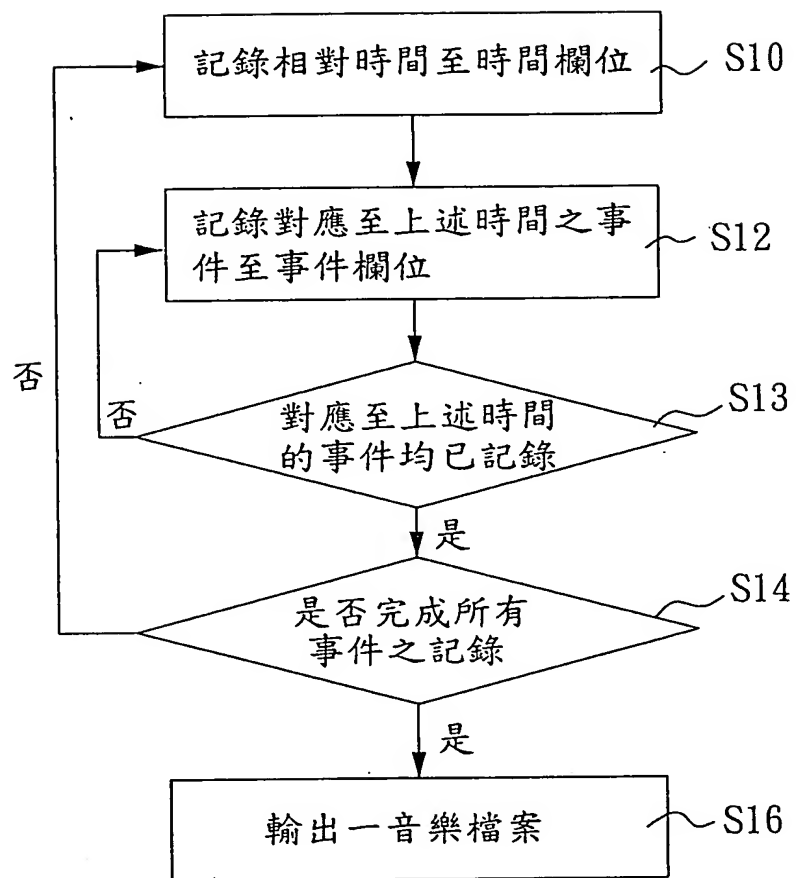 記錄相對時間至時間欄位
S10
記錄對應至上述時間之事
件至事件欄位
S12
否
否
對應至上述時間
的事件均已記錄
S13
是
是否完成所有
事件之記錄
S14
是
輸出一音樂檔案
S16